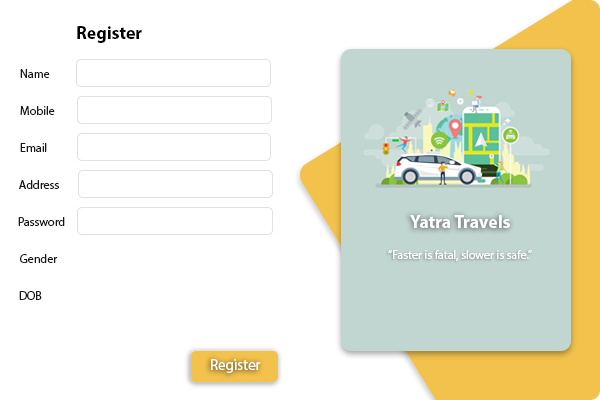 Register
Name
Mobile
Email
Address
Password
Gender
DOB
Register
Yatra Travels
“Faster is fatal, slower is safe.”